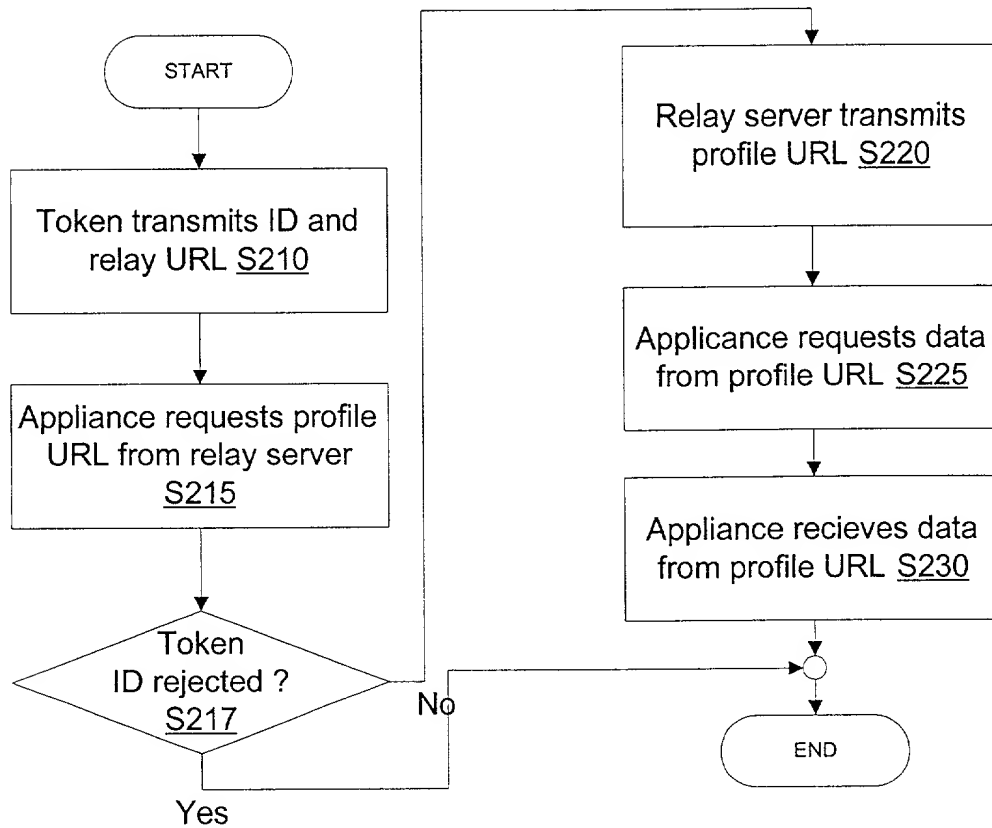 START
Token transmits ID and
relay URL S210
Appliance requests profile
URL from relay server
S215
Token
ID rejected ?
S217
No
Yes
Relay server transmits
profile URL S220
Applicance requests data
from profile URL S225
Appliance recieves data
from profile URL S230
END